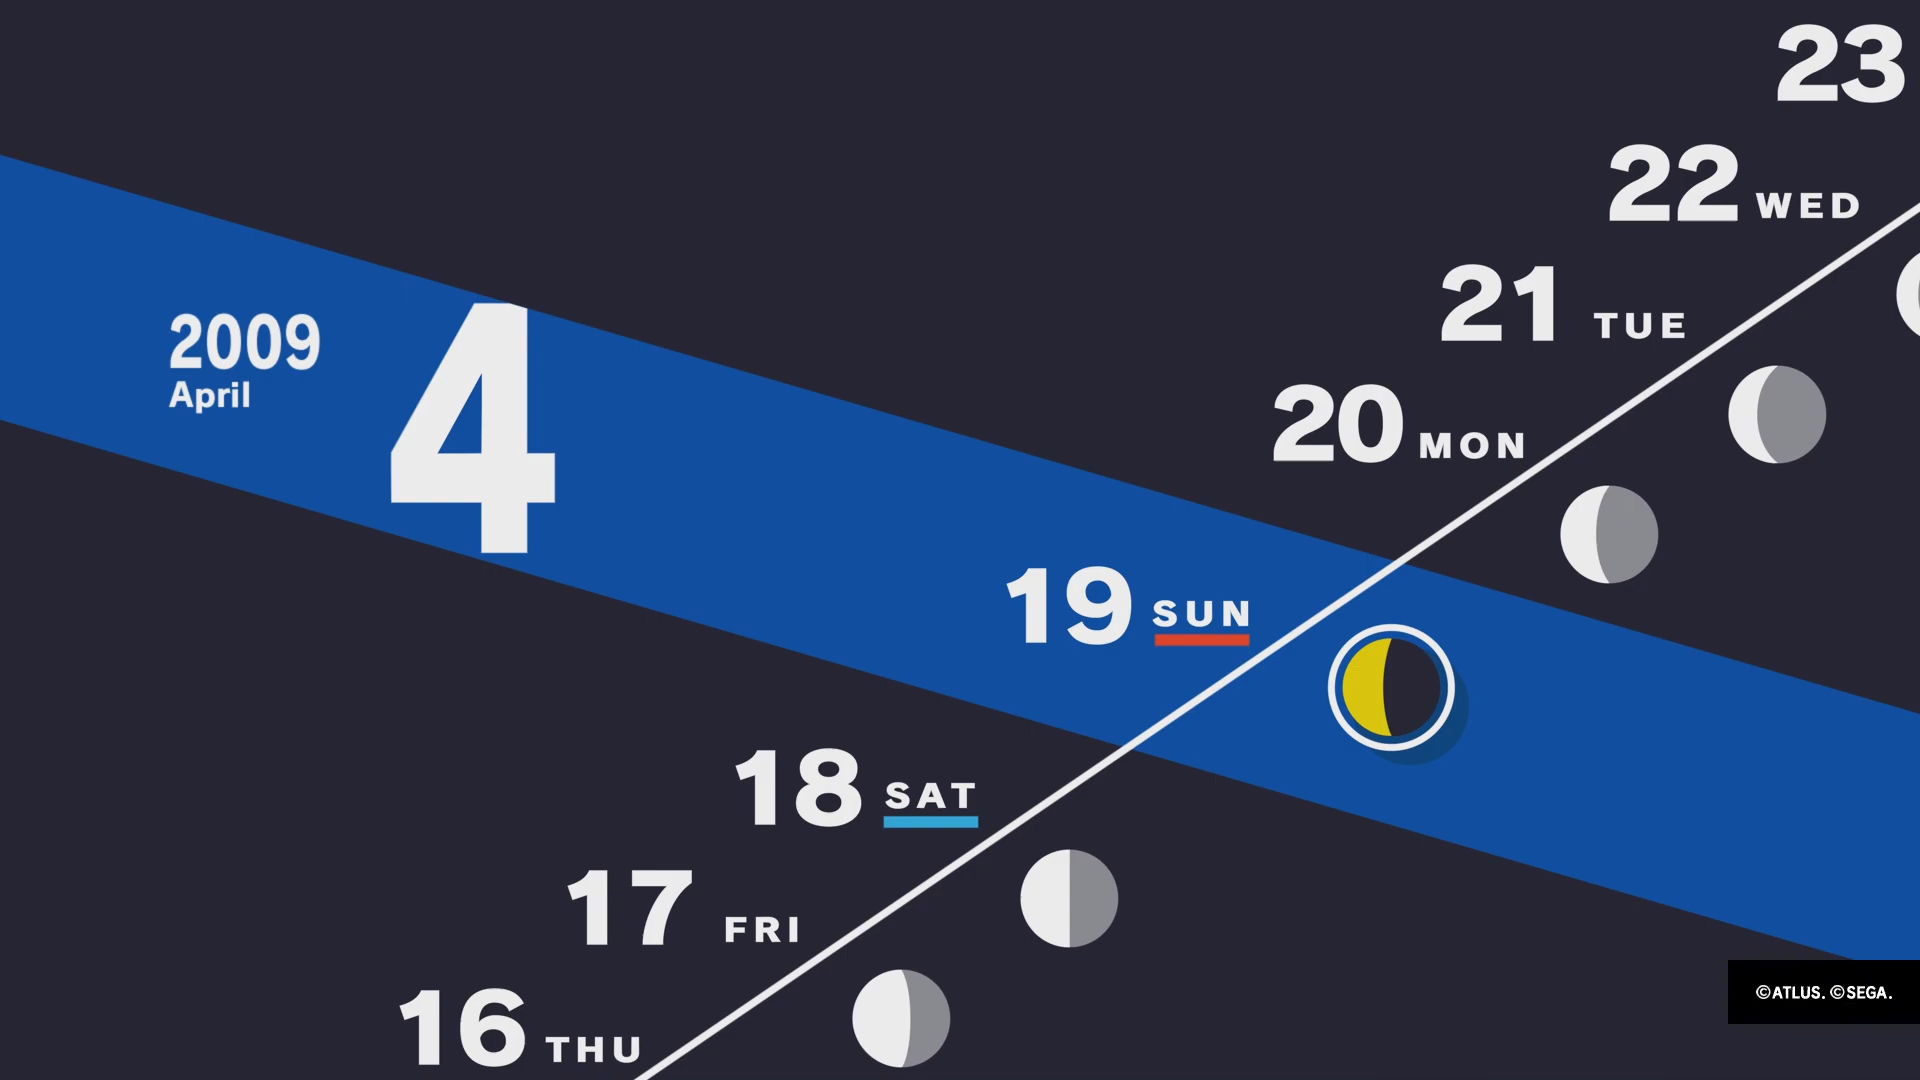 23
22 WED
21 TUE
2009
April
4
20 MON
19 SUN
18 SAT
17 FRI
16 THU
©ATLUS. ©SEGA.